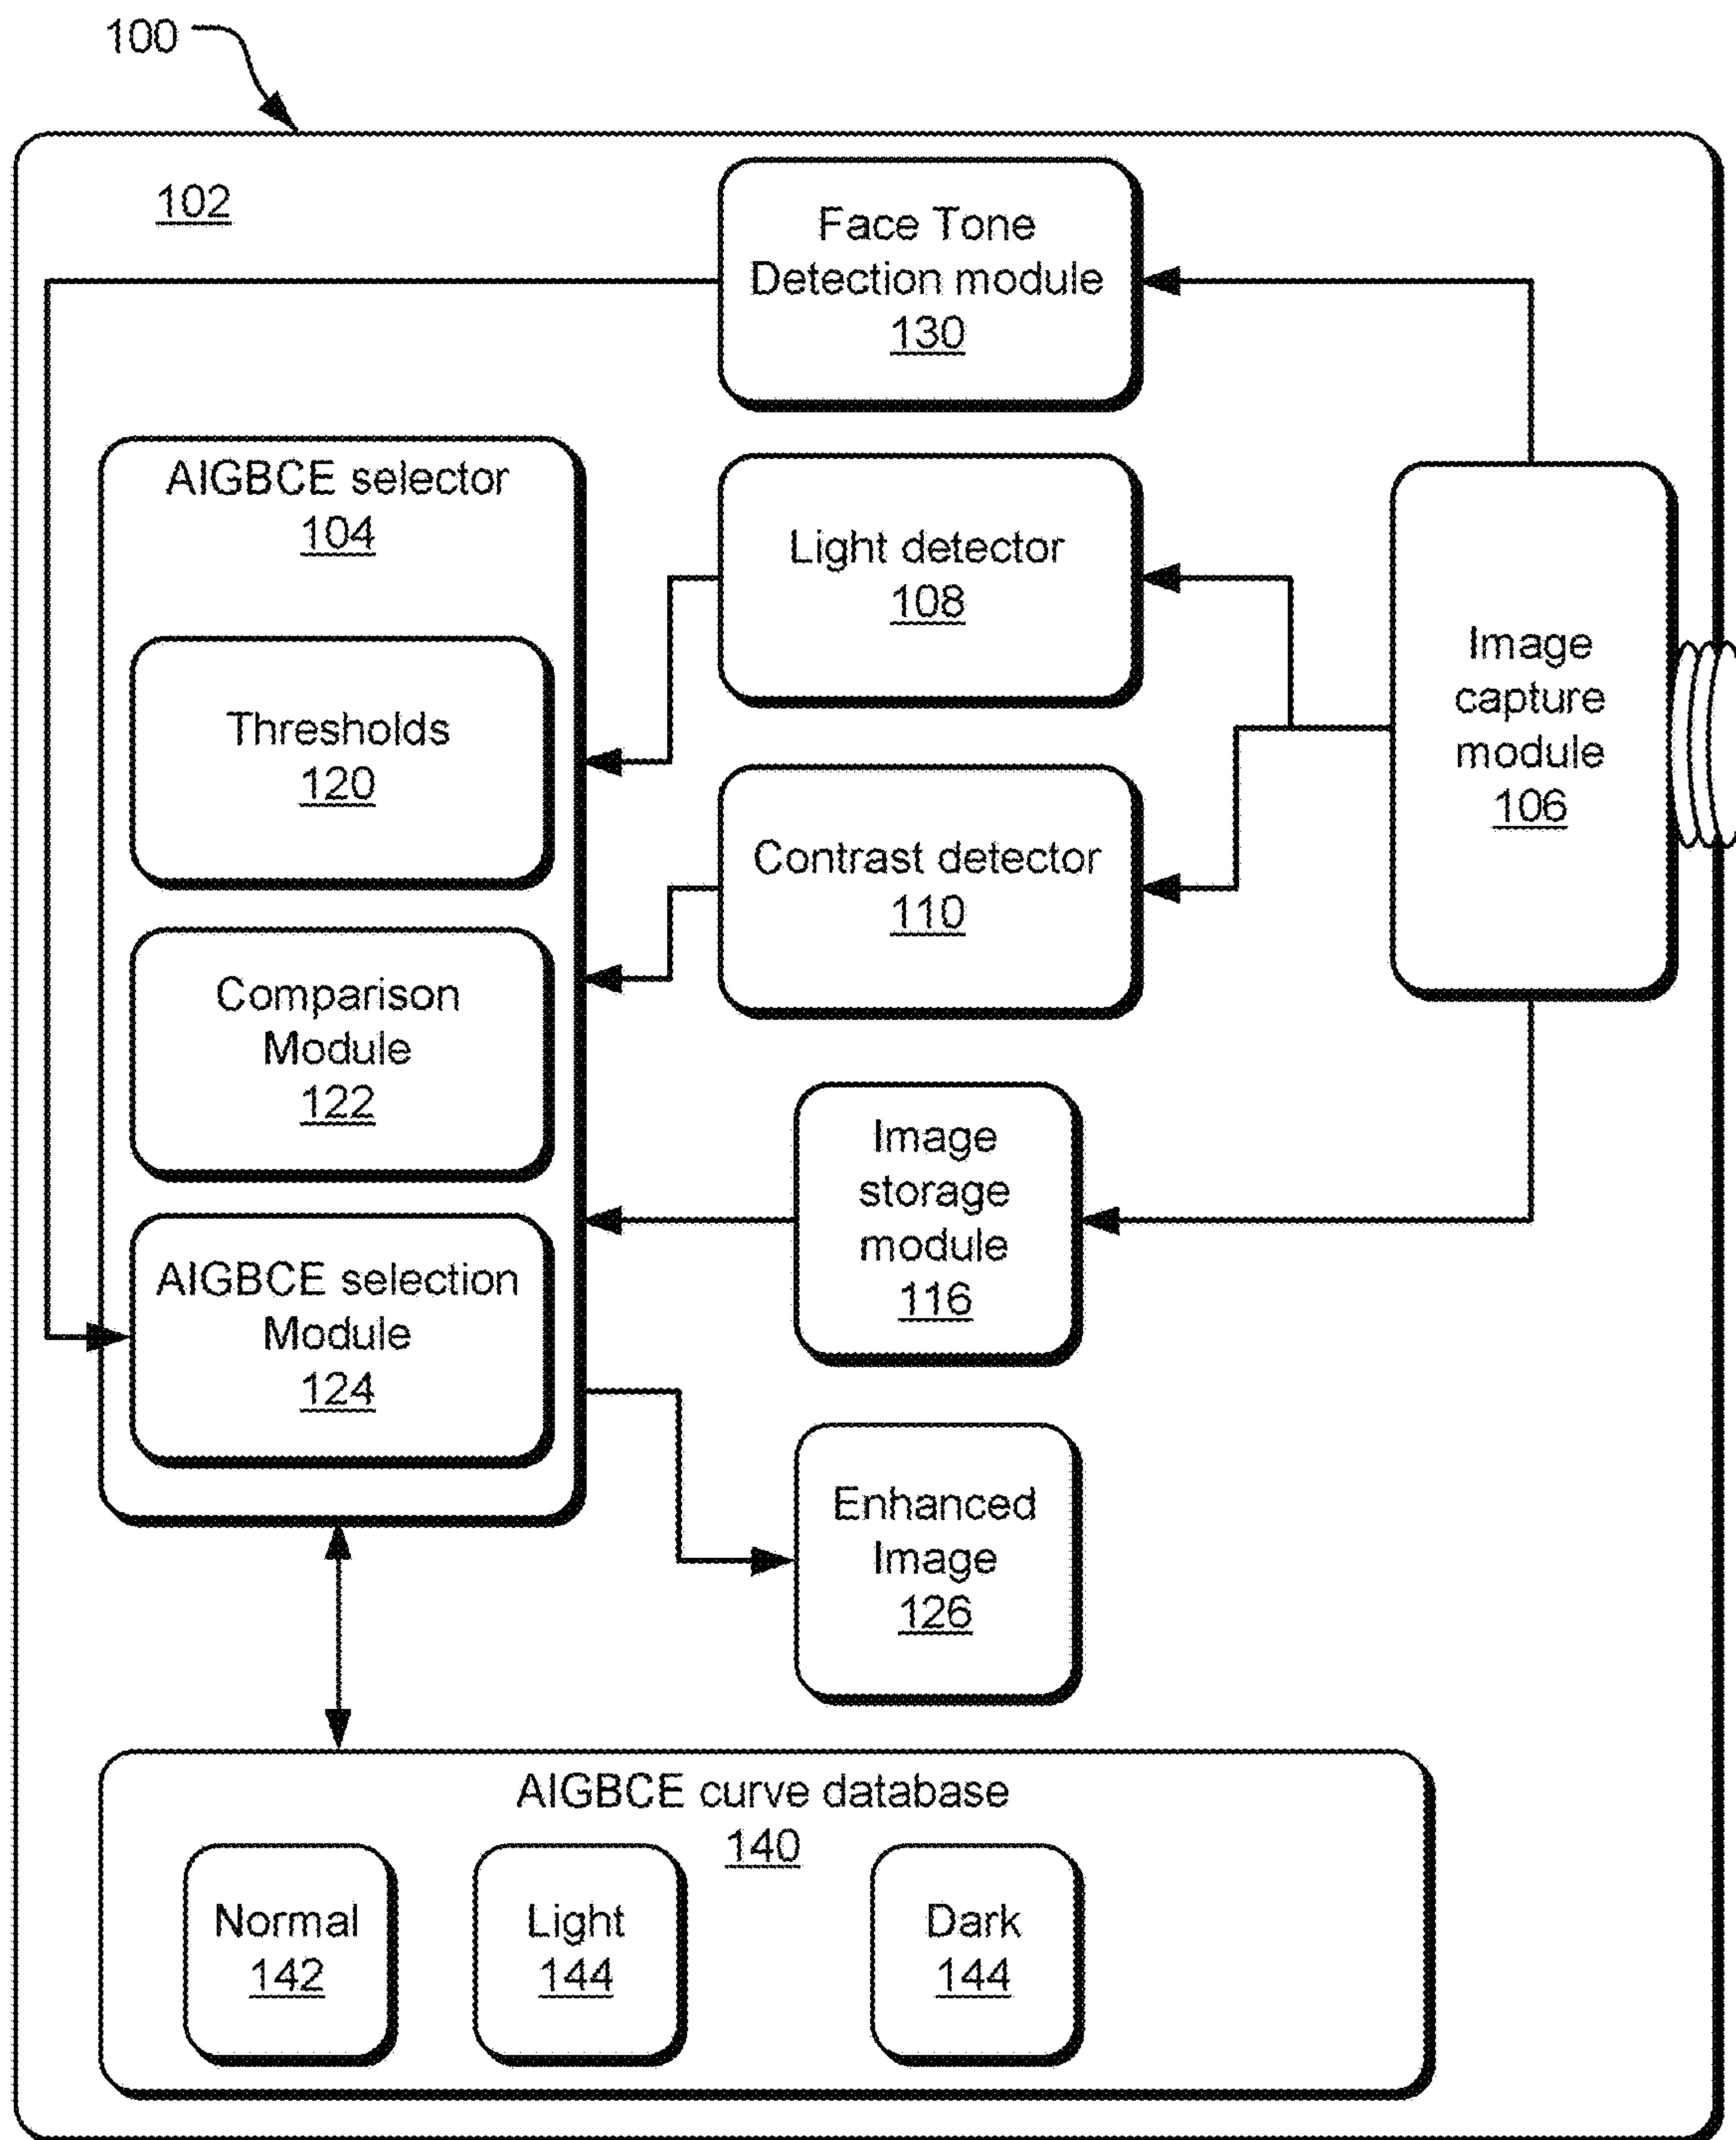 100
102
Face Tone
Detection module
130
AIGBCE selector
104
Thresholds
120
Comparison
Module
122
AIGBCE selection
Module
124
Light detector
108
Contrast detector
110
Image
capture
module
106
Image
storage
module
116
Enhanced
Image
126
AIGBCE curve database
140
Normal
142
Light
144
Dark
144